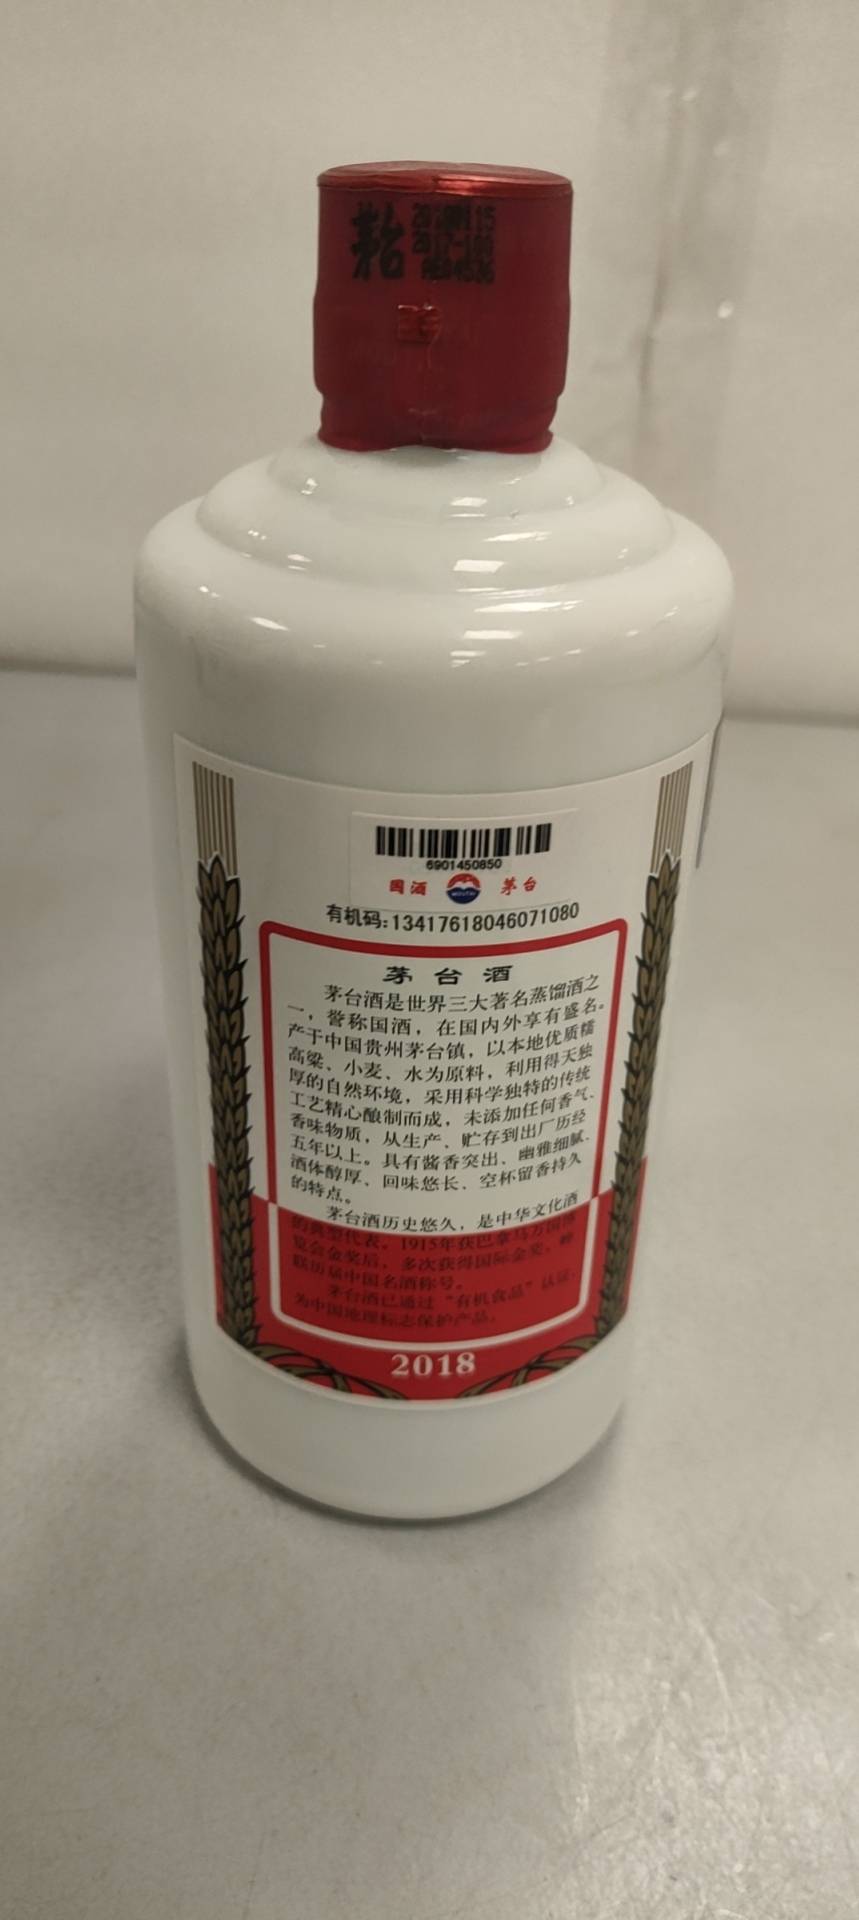 茅台
6901450850
国酒 MOUTAI 茅台
有机码:13417618046071080
茅台酒
茅台酒是世界三大著名蒸馏酒之
一，誉称国酒，在国内外享有盛名。
产于中国贵州茅台镇，以本地优质糯
高粱、小麦、水为原料，利用得天独
厚的自然环境，采用科学独特的传统
工艺精心酿制而成，未添加任何香气、
香味物质，从生产、贮存到出厂历经
五年以上。具有酱香突出、幽雅细腻、
酒体醇厚、回味悠长、空杯留香持久
的特点。
茅台酒历史悠久，是中华文化酒
的典型代表。1915年获巴拿马万国博
览会金奖后，多次获得国际金奖，蝉
联历届中国名酒称号。
茅台酒已通过“有机食品”认证，
为中国地理标志保护产品。
2018